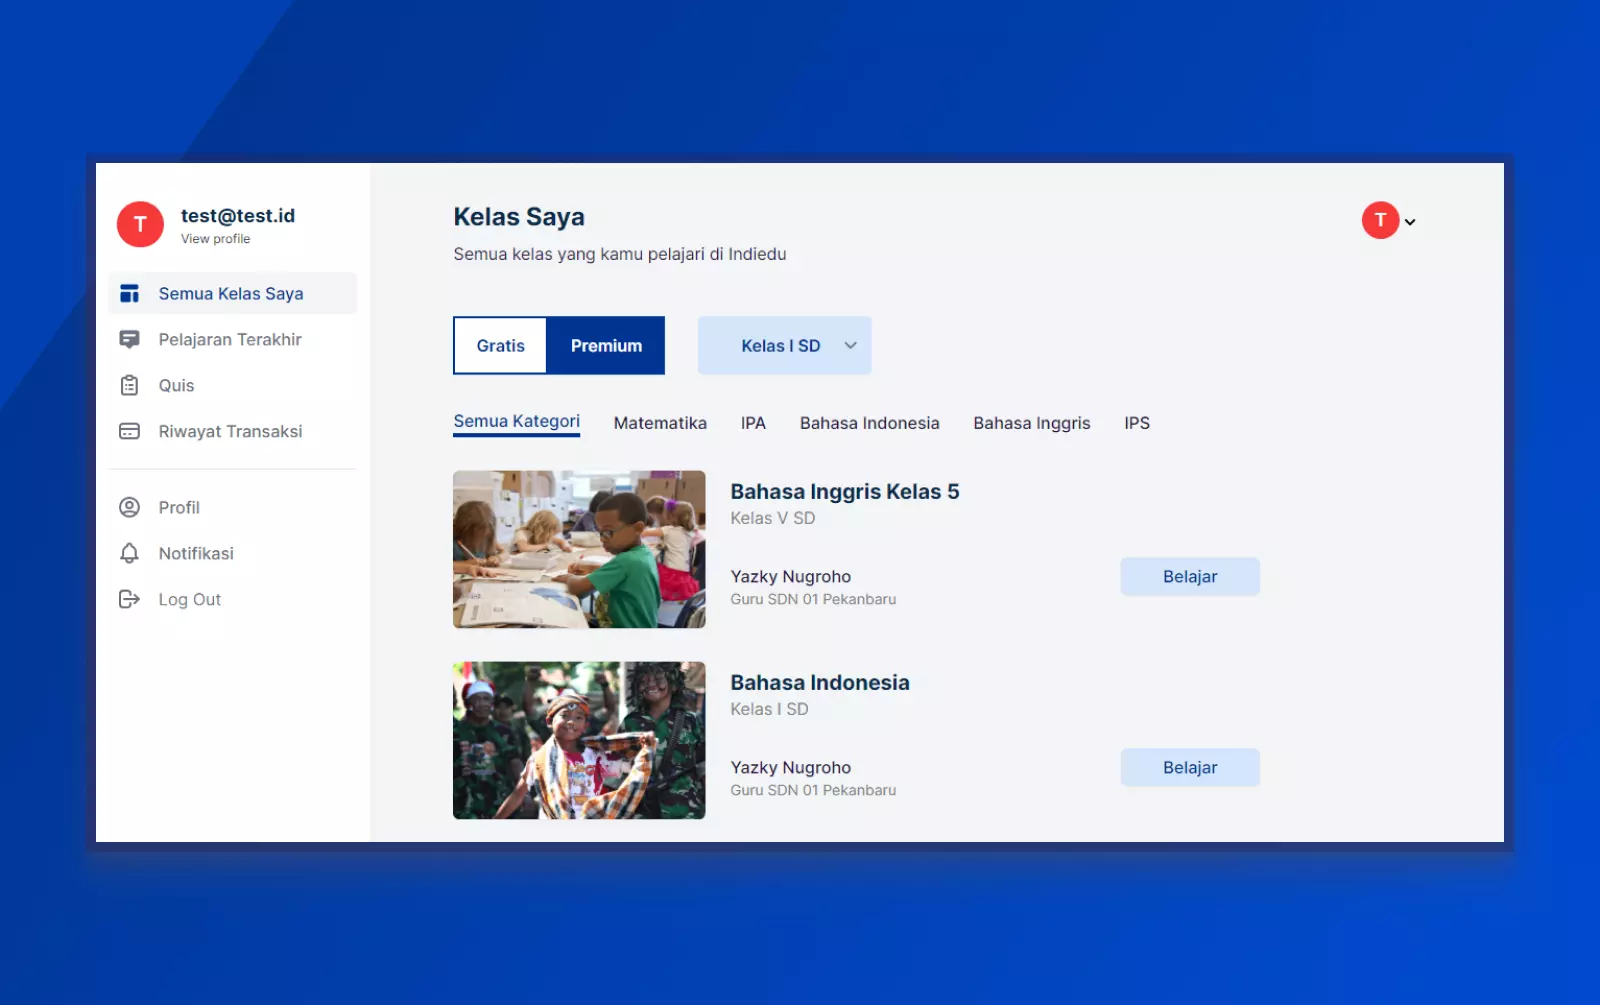 T
test@test.id
View profile
Semua Kelas Saya
Pelajaran Terakhir
Quis
Riwayat Transaksi
Profil
Notifikasi
Log Out
Kelas Saya
Semua kelas yang kamu pelajari di Indiedu
T
Gratis Premium Kelas I SD
Semua Kategori Matematika IPA Bahasa Indonesia Bahasa Inggris IPS
Bahasa Inggris Kelas 5
Kelas V SD
Yazky Nugroho
Guru SDN 01 Pekanbaru
Belajar
Bahasa Indonesia
Kelas I SD
Yazky Nugroho
Guru SDN 01 Pekanbaru
Belajar